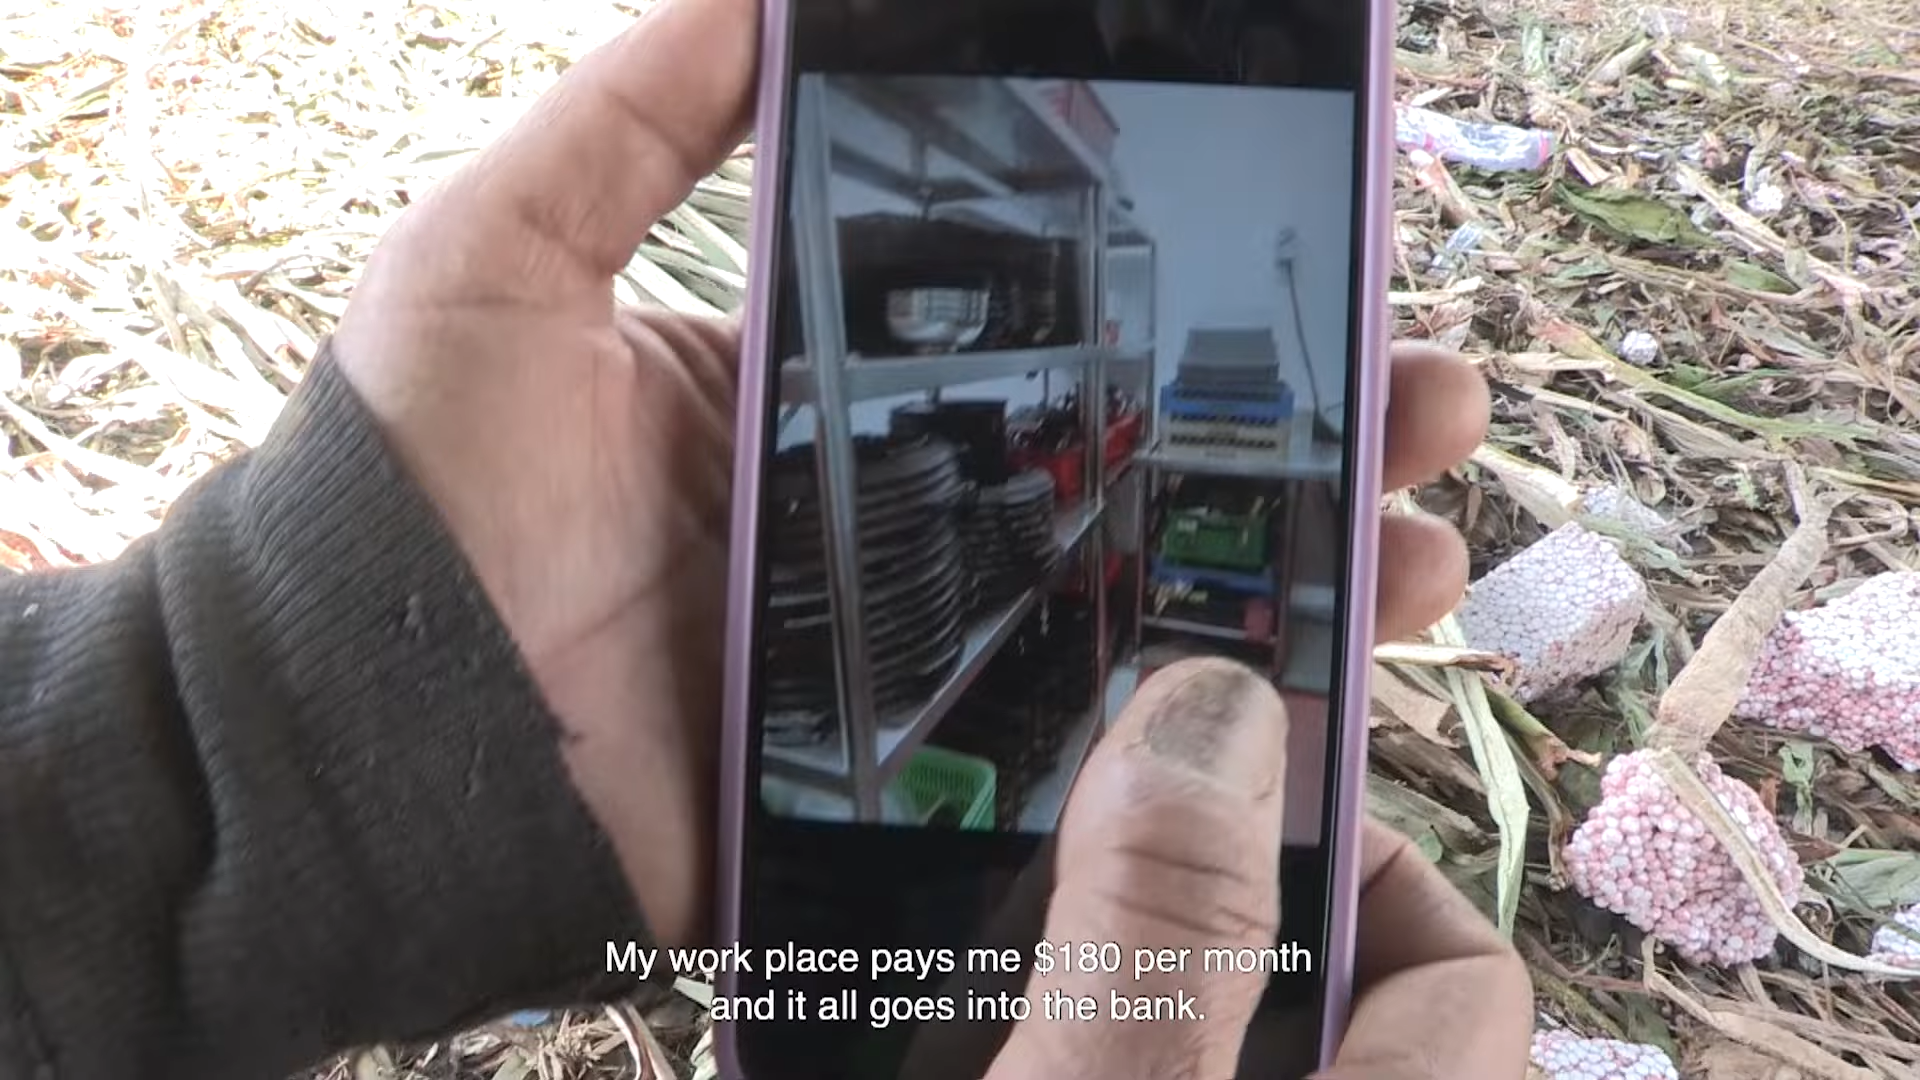 My work place pays me $180 per month
and it all goes into the bank.